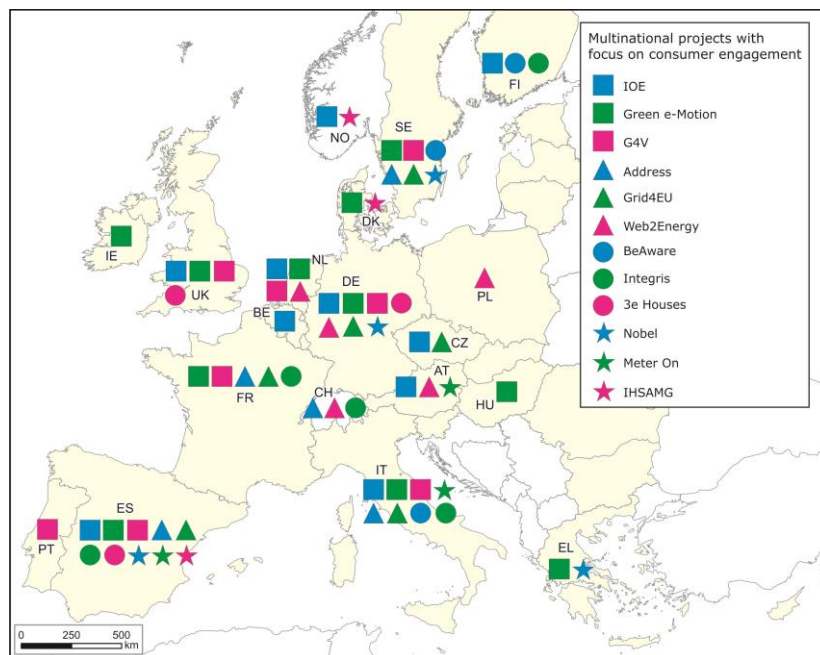 Multinational projects with
focus on consumer engagement
IOE
Green e-Motion
G4V
Address
Grid4EU
Web2Energy
BeAware
Integris
3e Houses
Nobel
Meter On
IHSAMG
FI
NO
SE
DK
IE
UK
NL
BE
DE
PL
CZ
FR
CH
AT
HU
IT
ES
PT
EL
0 250 500
km